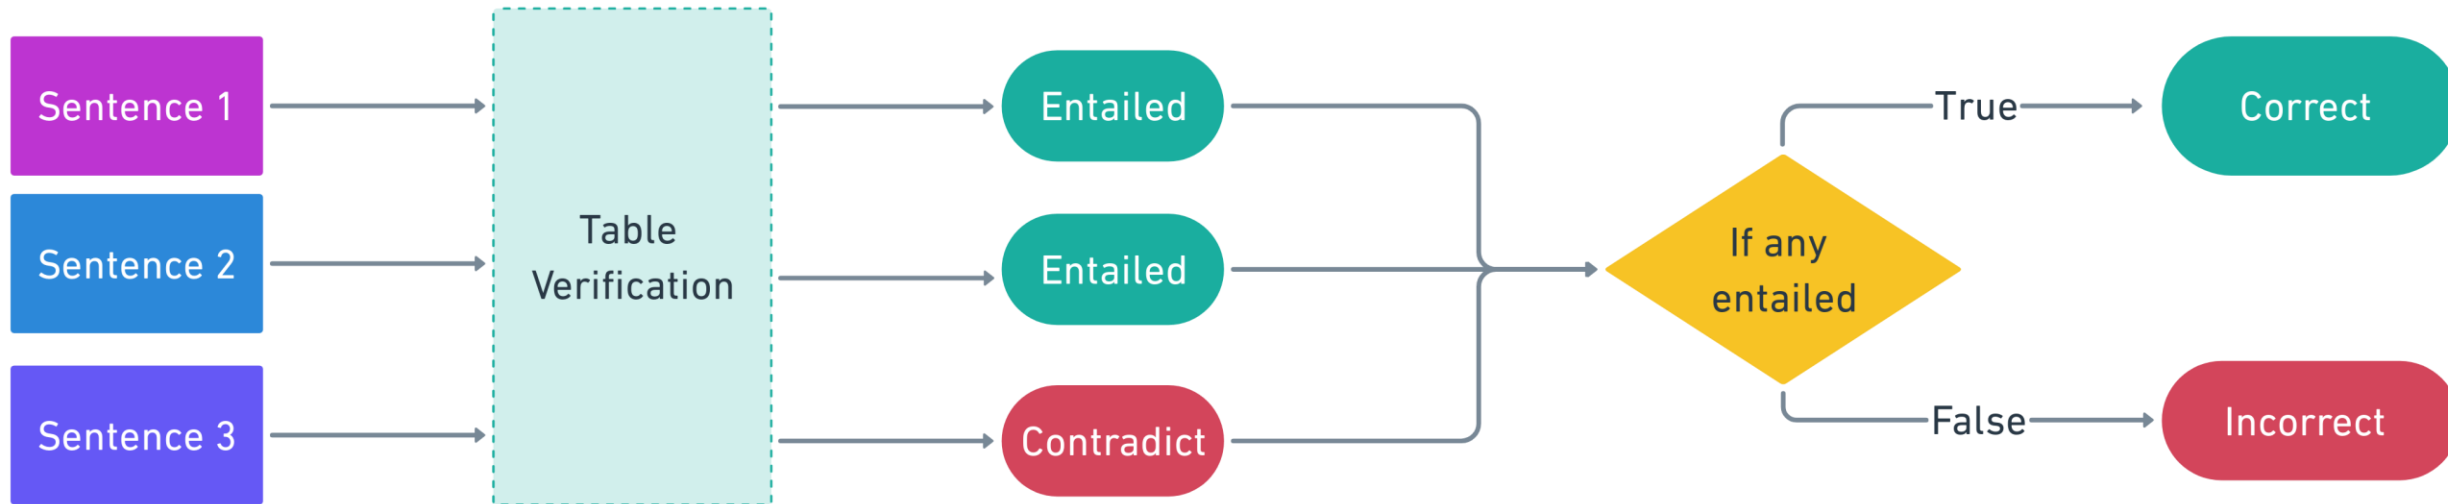 Sentence 1
Sentence 2
Sentence 3
Table
Verification
Entailed
Entailed
Contradict
If any
entailed
True
False
Correct
Incorrect